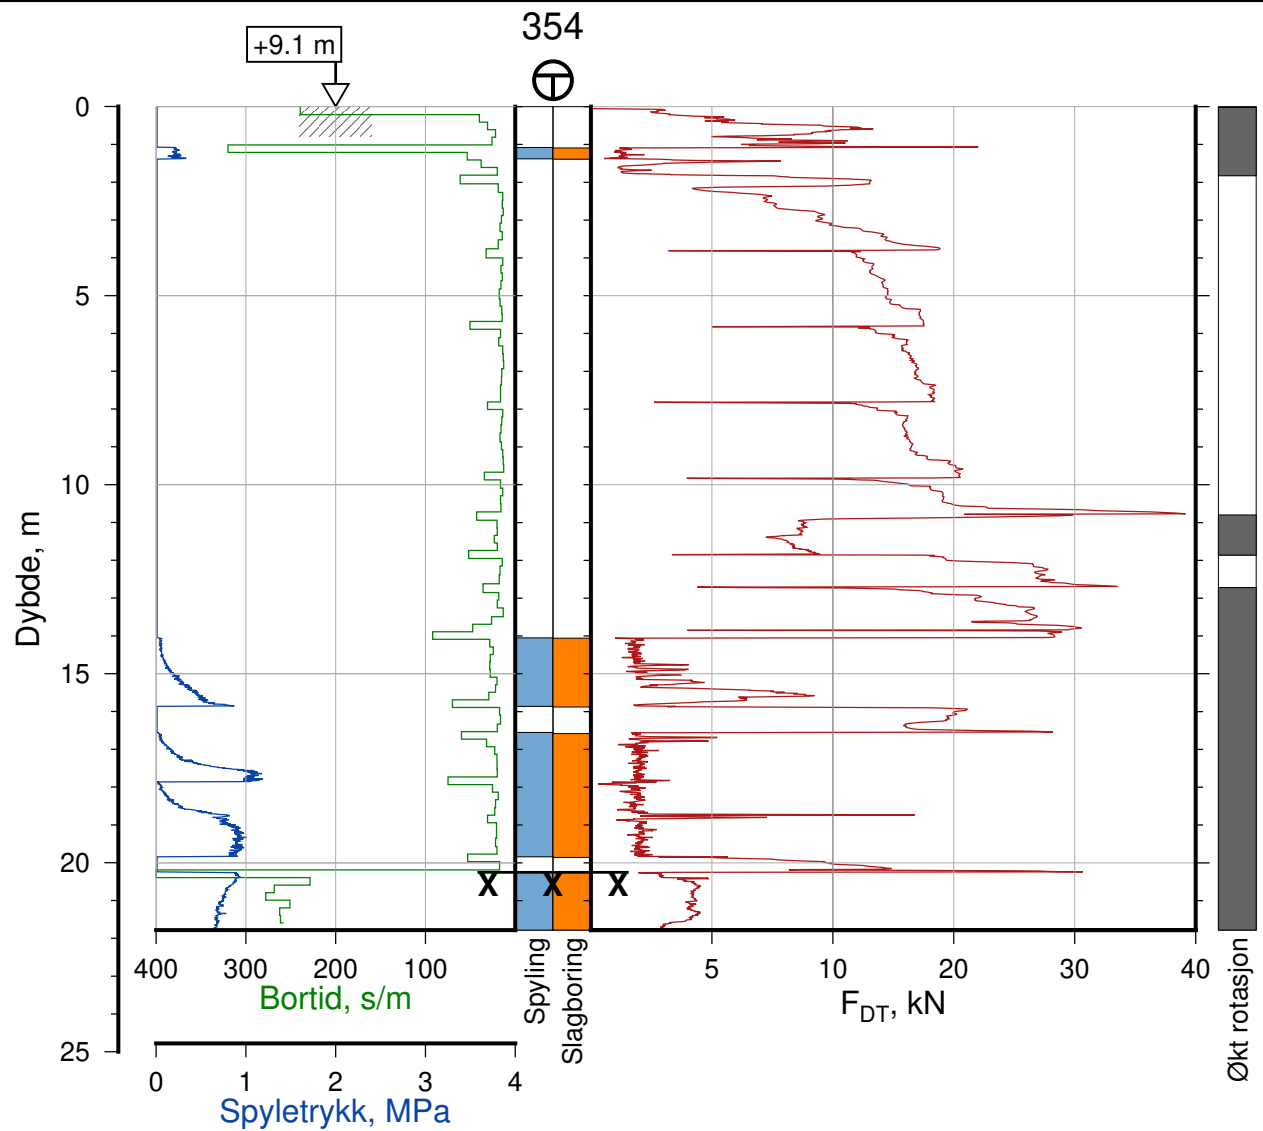 354
+9.1 m
0
5
10
15
20
25
Dybde, m
400 300 200 100
Bortid, s/m
0 1 2 3 4
Spyletrykk, MPa
X X X
Spyling
Slagboring
5 10 20 30 40
FDT, kN
Økt rotasjon